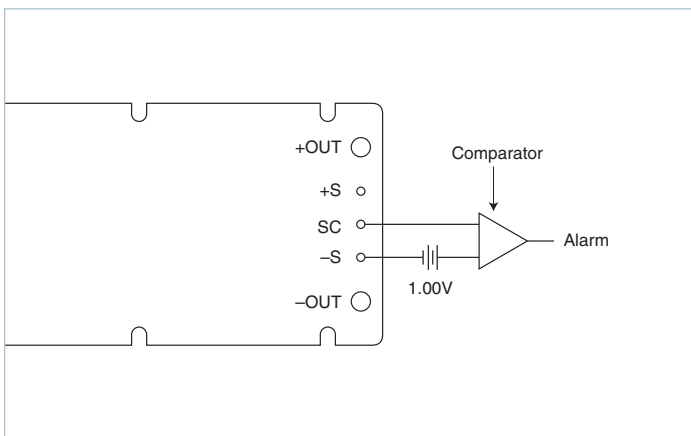 +OUT
Comparator
+S
SC
Alarm
–S
1.00V
–OUT